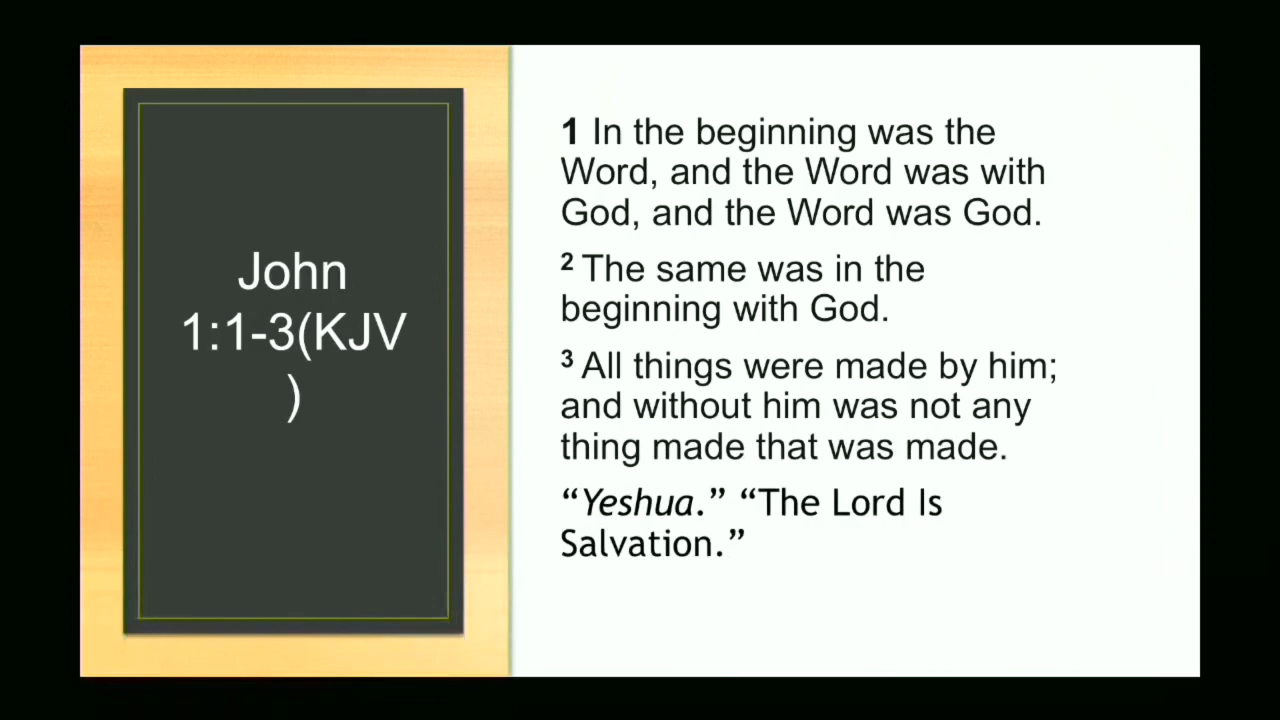 John
1:1-3(KJV
)
1 In the beginning was the
Word, and the Word was with
God, and the Word was God.
2 The same was in the
beginning with God.
3 All things were made by him;
and without him was not any
thing made that was made.
“Yeshua.” “The Lord Is
Salvation.”